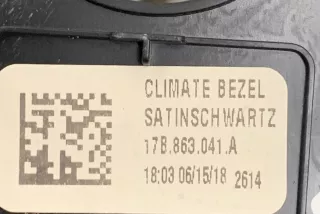 CLIMATE BEZEL
SATINSCHWARTZ
17B.863.041.A
18:03 06/15/18 2614